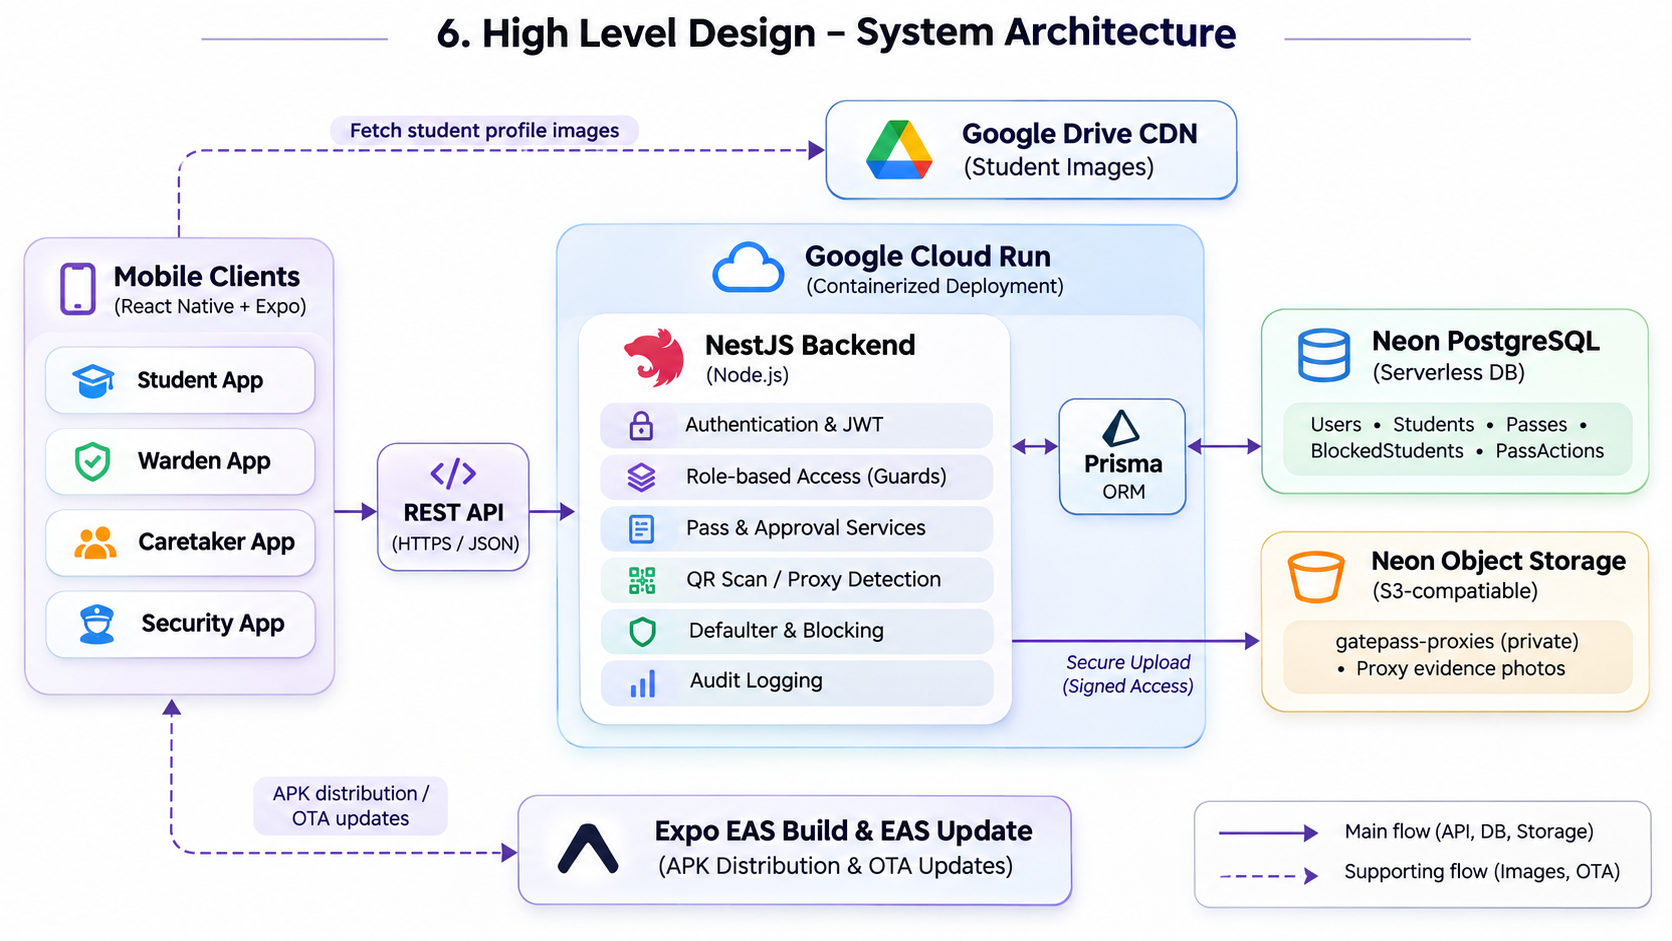 6. High Level Design – System Architecture
Fetch student profile images
Google Drive CDN
(Student Images)
Mobile Clients
(React Native + Expo)
Student App
Warden App
Caretaker App
Security App
REST API
(HTTPS / JSON)
Google Cloud Run
(Containerized Deployment)
NestJS Backend
(Node.js)
Authentication & JWT
Role-based Access (Guards)
Pass & Approval Services
QR Scan / Proxy Detection
Defaulter & Blocking
Audit Logging
Prisma
ORM
Secure Upload
(Signed Access)
Neon PostgreSQL
(Serverless DB)
Users • Students • Passes •
BlockedStudents • PassActions
Neon Object Storage
(S3-compatiable)
gatepass-proxies (private)
• Proxy evidence photos
APK distribution /
OTA updates
Expo EAS Build & EAS Update
(APK Distribution & OTA Updates)
Main flow (API, DB, Storage)
Supporting flow (Images, OTA)